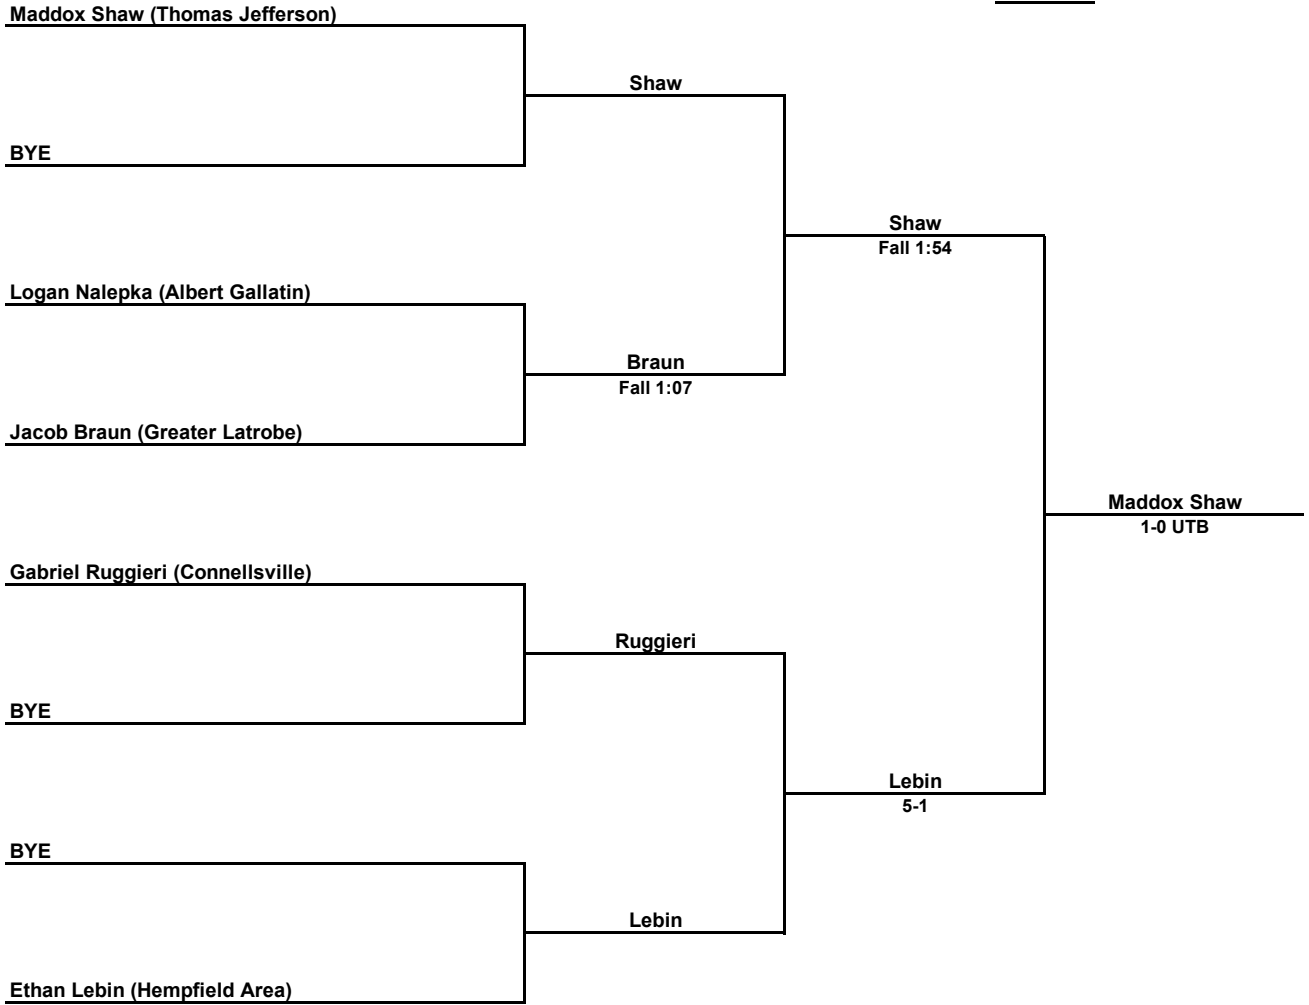 Maddox Shaw (Thomas Jefferson)
Shaw
BYE
Shaw
Fall 1:54
Logan Nalepka (Albert Gallatin)
Braun
Fall 1:07
Jacob Braun (Greater Latrobe)
Maddox Shaw
1-0 UTB
Gabriel Ruggieri (Connellsville)
Ruggieri
BYE
Lebin
5-1
BYE
Lebin
Ethan Lebin (Hempfield Area)